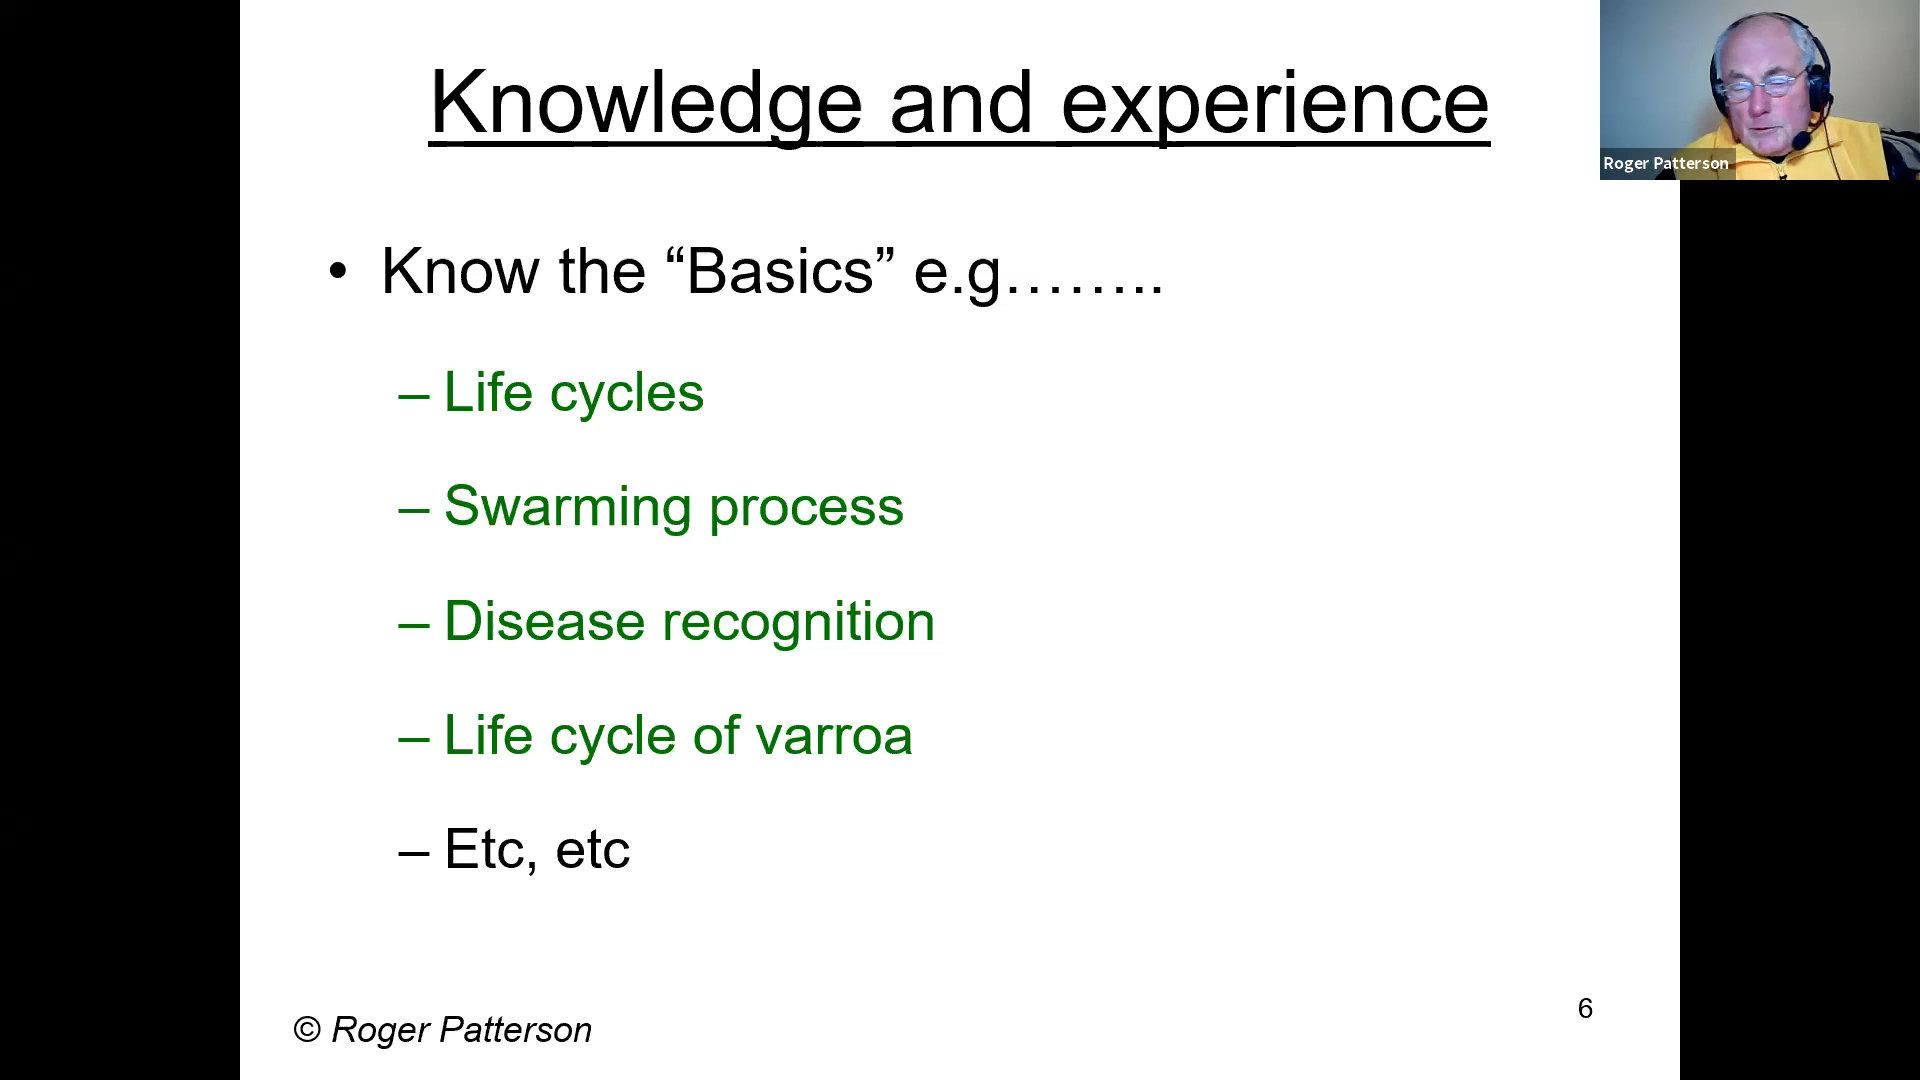 Knowledge and experience
Roger Patterson
• Know the “Basics” e.g……..
– Life cycles
– Swarming process
– Disease recognition
– Life cycle of varroa
– Etc, etc
© Roger Patterson
6